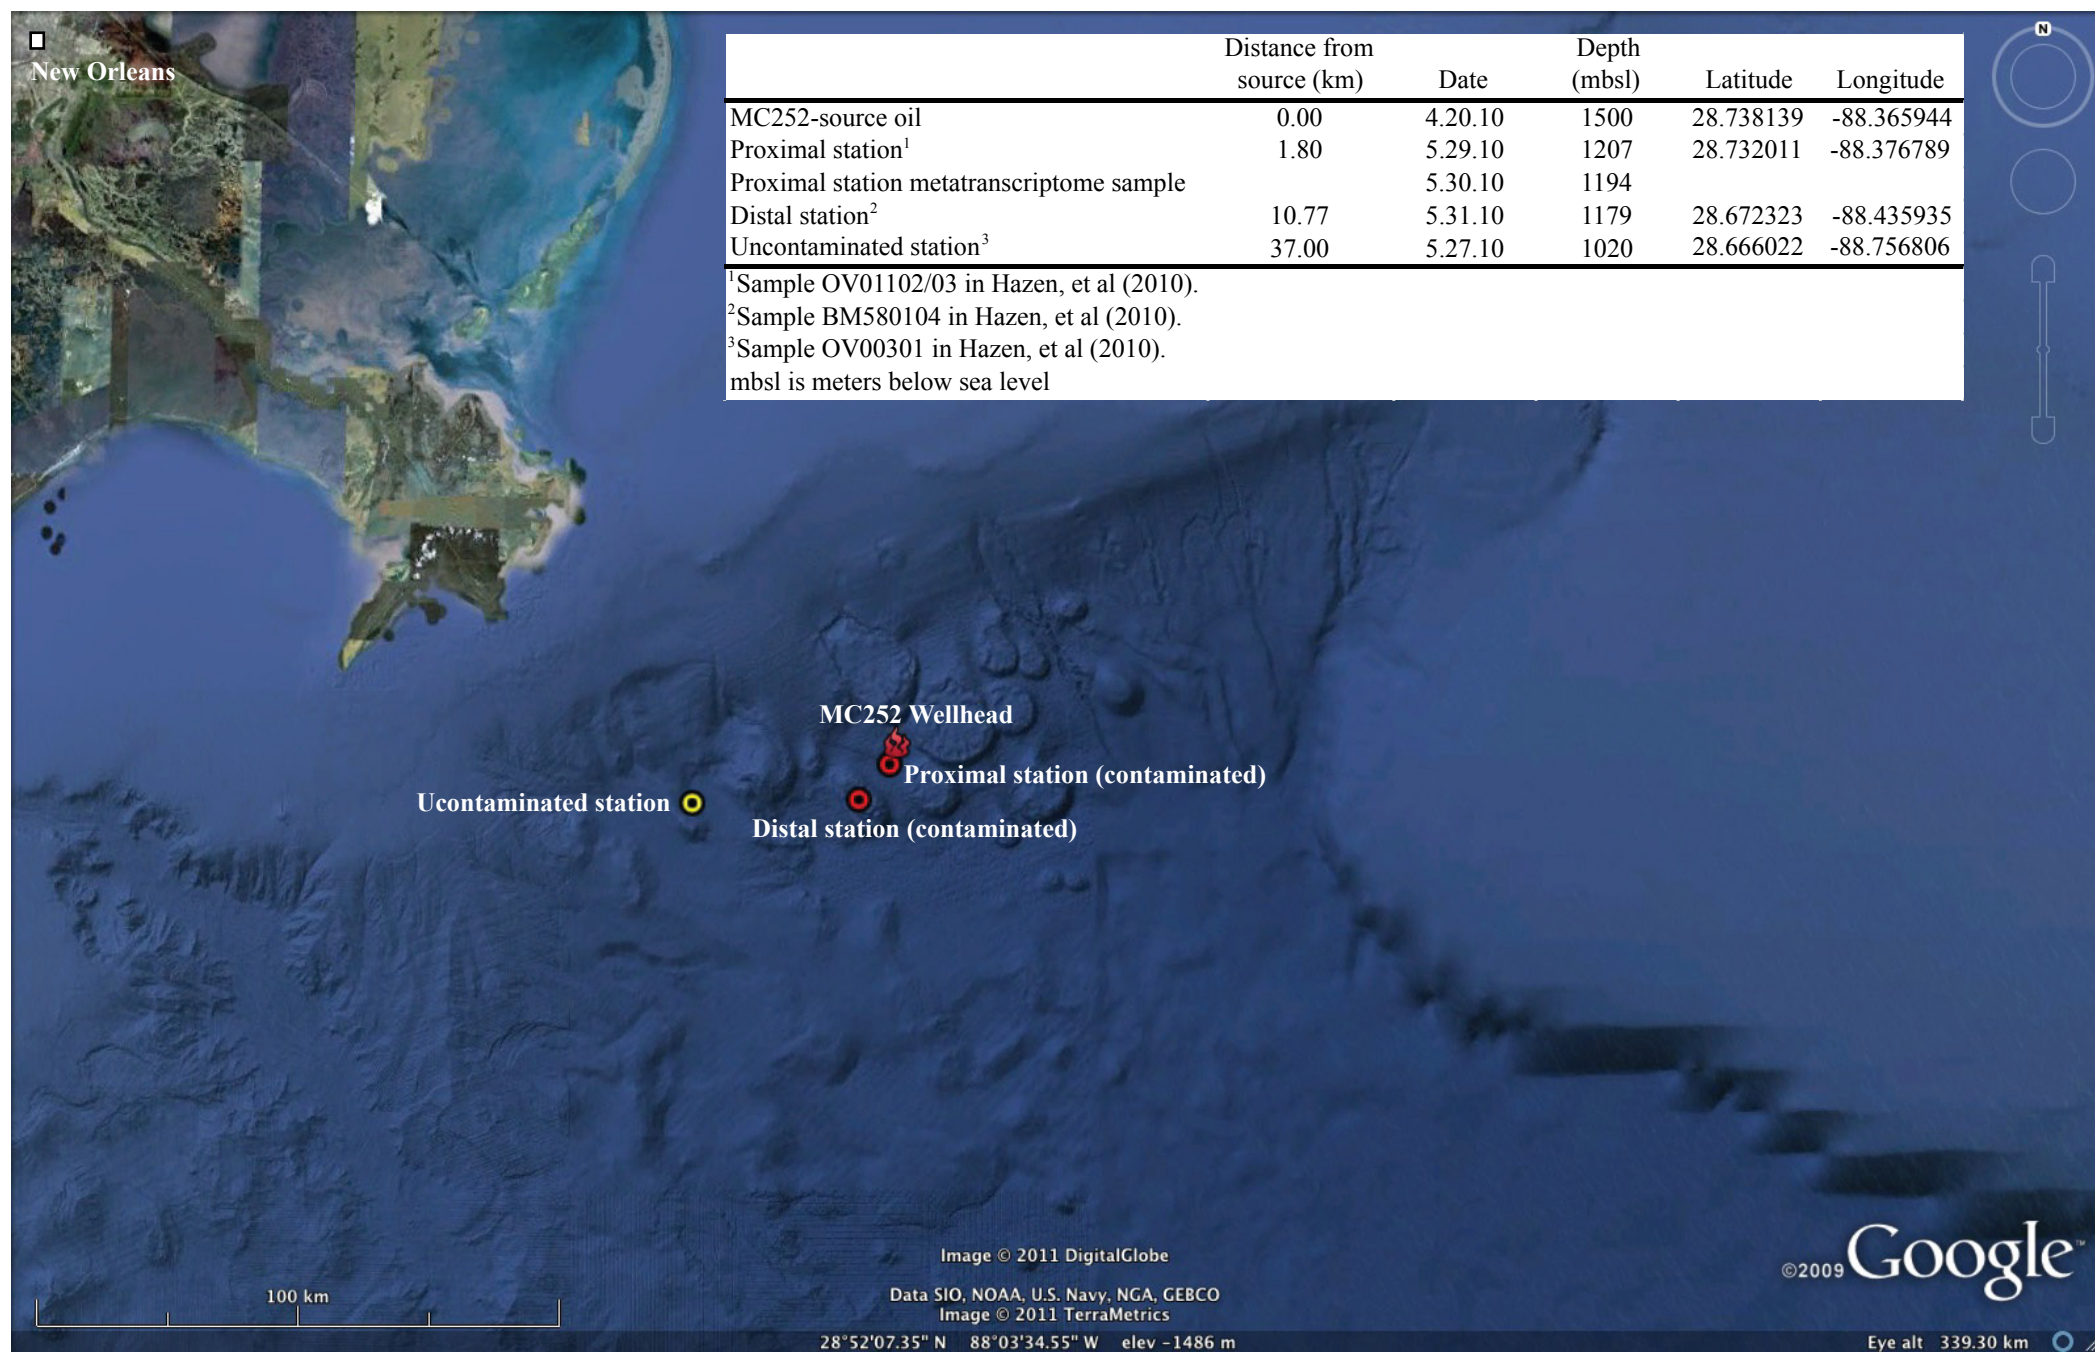 New Orleans
Distance from source (km) Date Depth (mbsl) Latitude Longitude
MC252-source oil 0.00 4.20.10 1500 28.738139 -88.365944
Proximal station1 1.80 5.29.10 1207 28.732011 -88.376789
Proximal station metatranscriptome sample 5.30.10 1194
Distal station2 10.77 5.31.10 1179 28.672323 -88.435935
Uncontaminated station3 37.00 5.27.10 1020 28.666022 -88.756806
1Sample OV01102/03 in Hazen, et al (2010).
2Sample BM580104 in Hazen, et al (2010).
3Sample OV00301 in Hazen, et al (2010).
mbsl is meters below sea level
N
MC252 Wellhead
Proximal station (contaminated)
Ucontaminated station
Distal station (contaminated)
Image © 2011 DigitalGlobe
Data SIO, NOAA, U.S. Navy, NGA, GEBCO
Image © 2011 TerraMetrics
©2009 Google™
100 km
28°52'07.35" N 88°03'34.55" W elev -1486 m
Eye alt 339.30 km